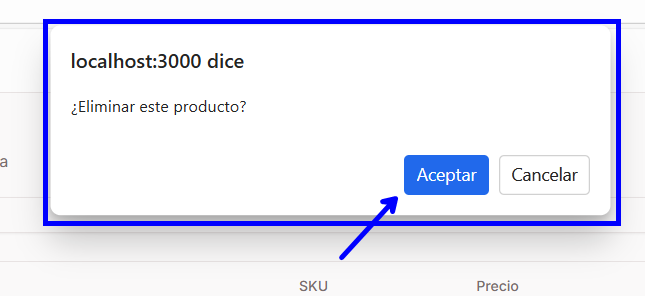 localhost:3000 dice
¿Eliminar este producto?
Aceptar Cancelar
a
SKU Precio